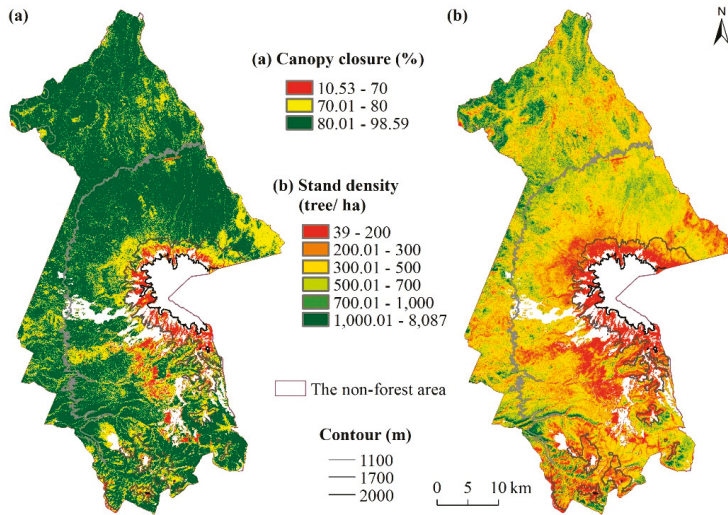 (a)
(b)
N
(a) Canopy closure (%)
10.53 - 70
70.01 - 80
80.01 - 98.59
(b) Stand density
(tree/ ha)
39 - 200
200.01 - 300
300.01 - 500
500.01 - 700
700.01 - 1,000
1,000.01 - 8,087
The non-forest area
Contour (m)
1100
1700
2000
0 5 10 km